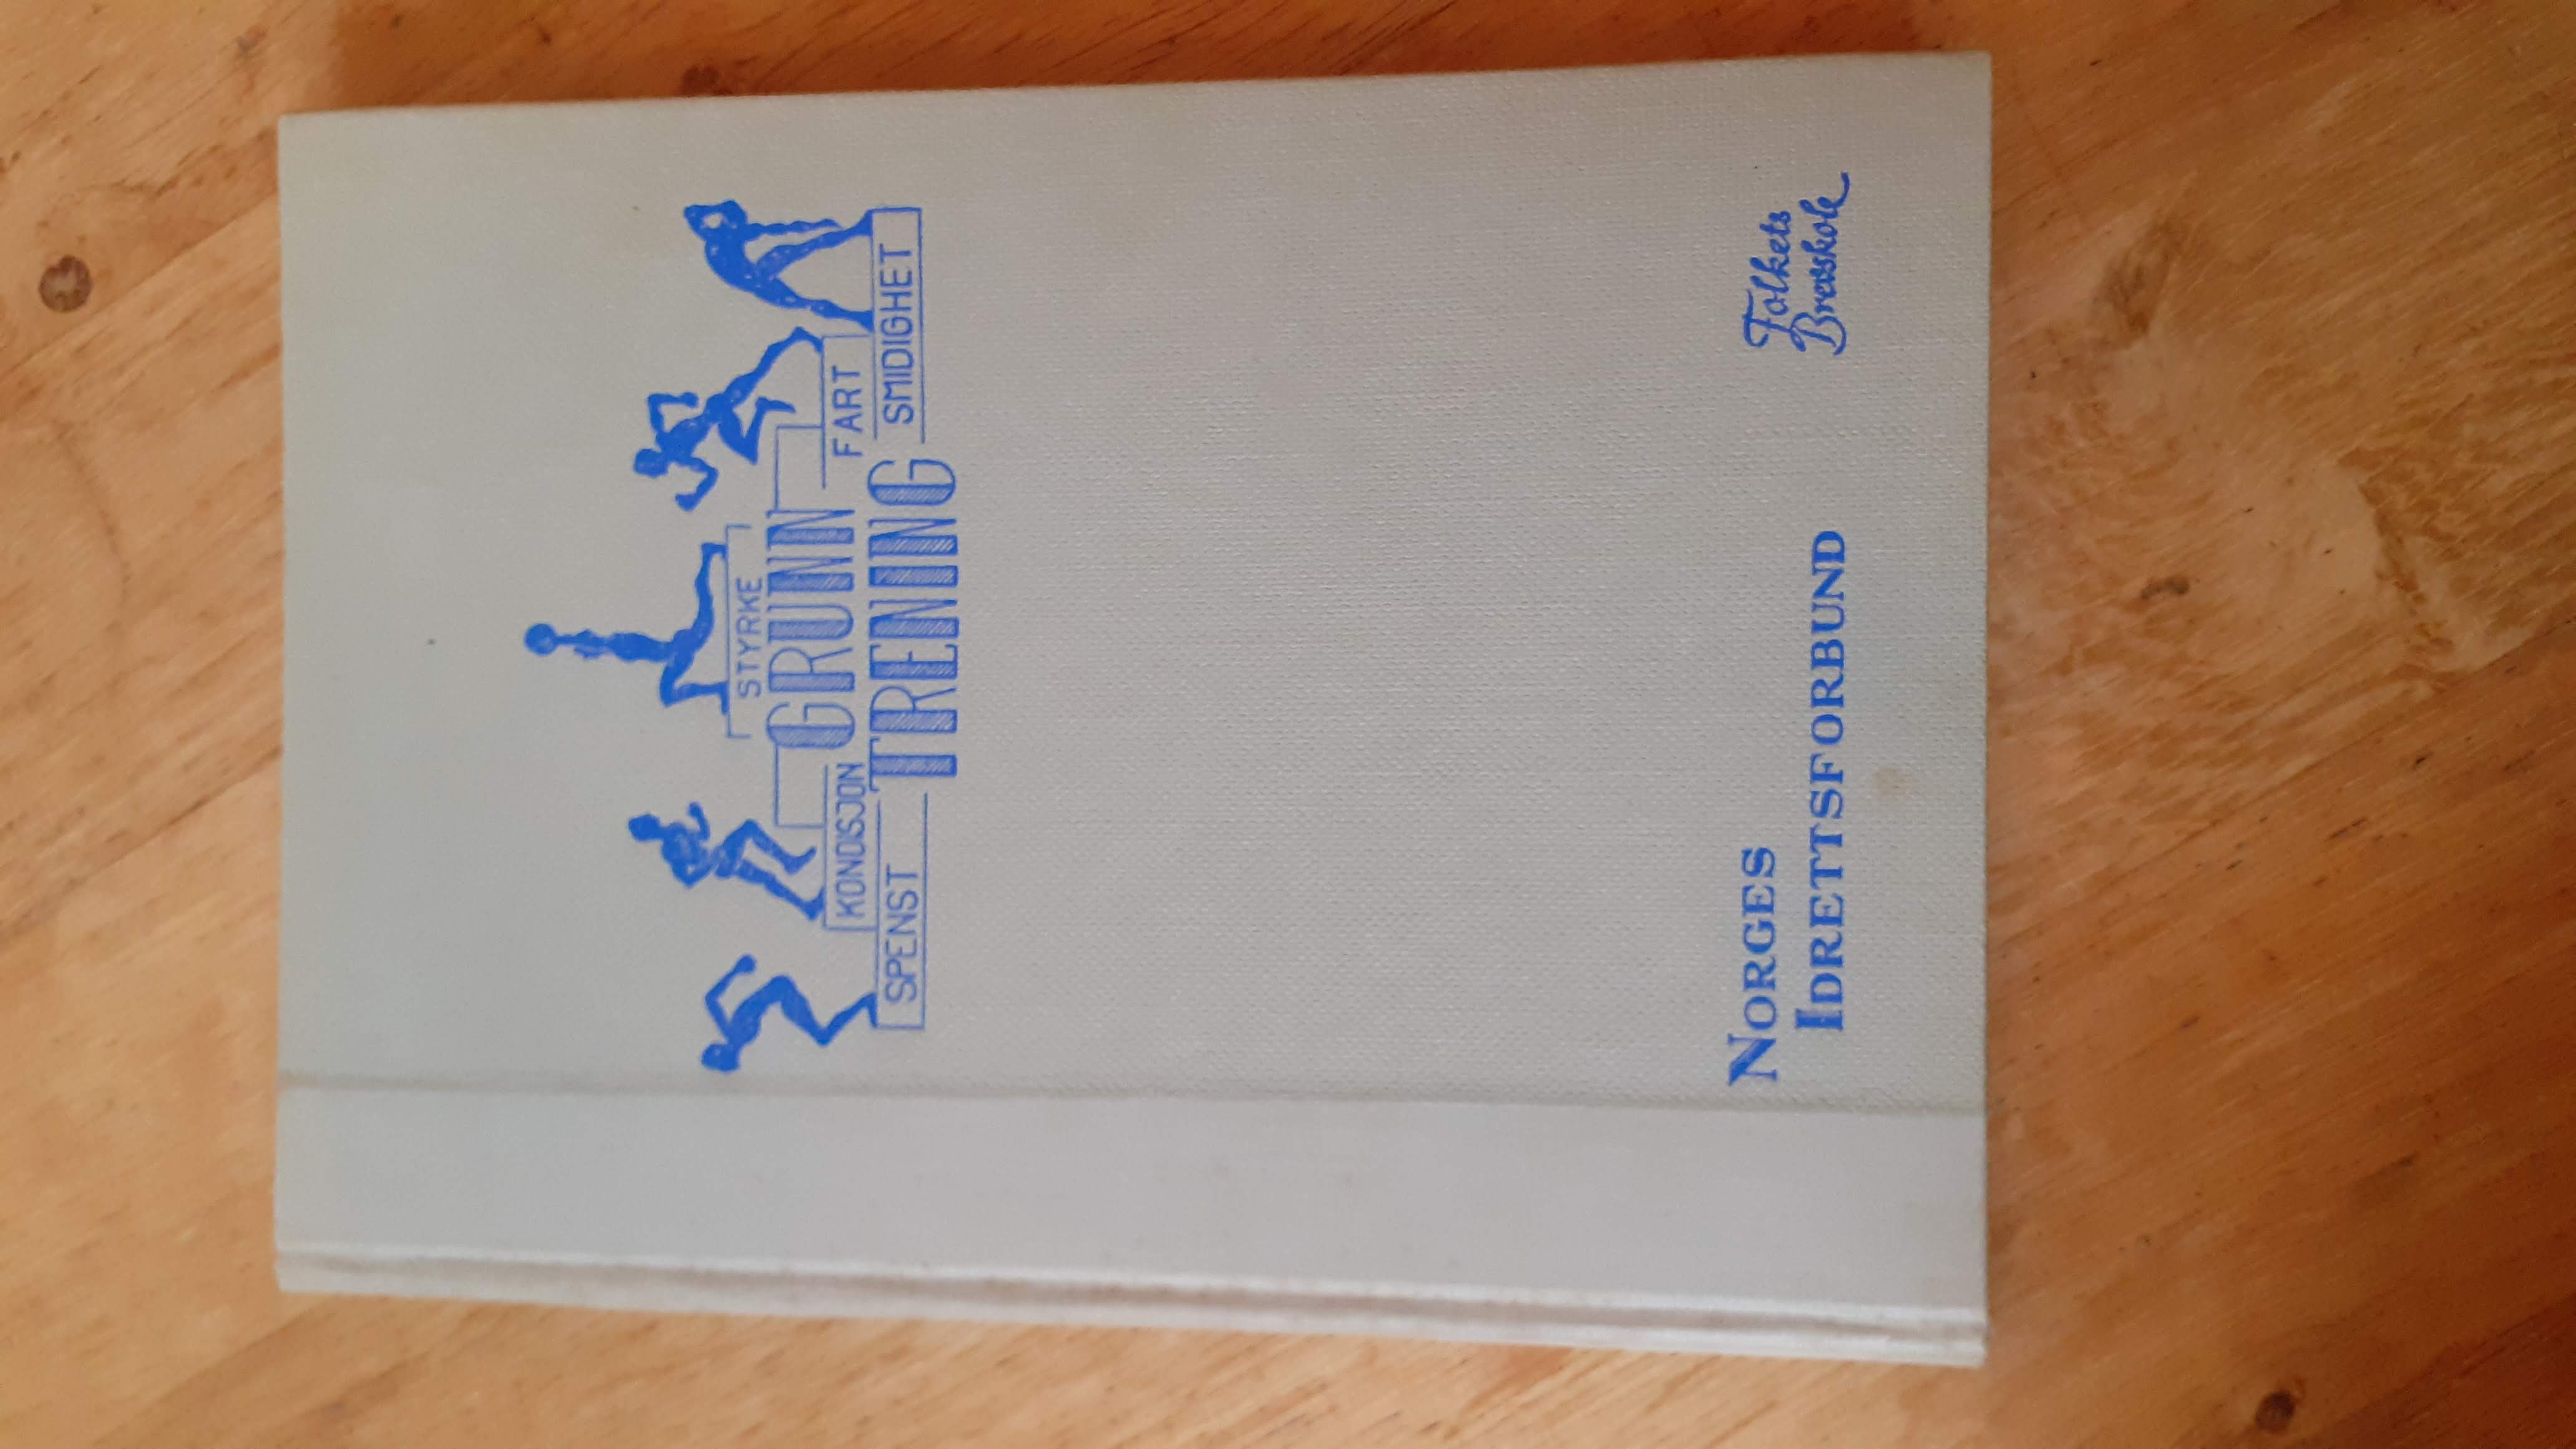 STYRKE
GRUNN
KONDISJON
FART
TRENING
SPENST
SMIDIGHET
NORGES
IDRETTSFORBUND
Folkets
Brevskole